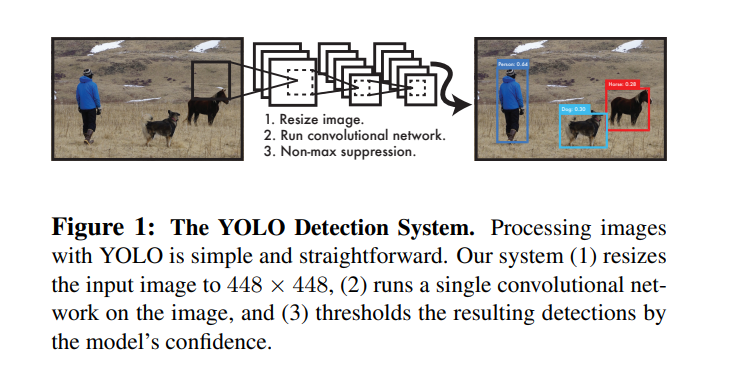 Person: 0.64
Horse: 0.28
Dog: 0.30
1. Resize image.
2. Run convolutional network.
3. Non-max suppression.
Figure 1: The YOLO Detection System. Processing images
with YOLO is simple and straightforward. Our system (1) resizes
the input image to 448 × 448, (2) runs a single convolutional net-
work on the image, and (3) thresholds the resulting detections by
the model's confidence.